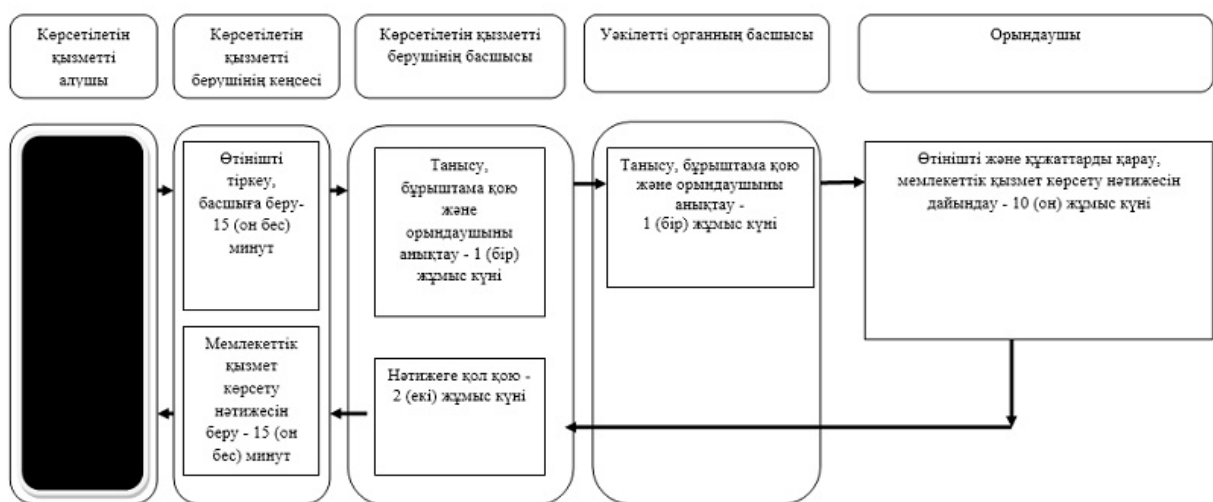 Көрсетілетін
қызметті
алушы
Көрсетілетін
қызметті
берушінің кеңсесі
Көрсетілетін қызметті
берушінің басшысы
Уәкілетті органның басшысы
Орындаушы
Өтінішті
тіркеу,
басшыға беру-
15 (он бес)
минут
Танысу,
бұрыштама қою
және
орындаушыны
анықтау - 1 (бір)
жұмыс күні
Танысу, бұрыштама қою
және орындаушыны
анықтау -
1 (бір) жұмыс күні
Өтінішті және құжаттарды қарау,
мемлекеттік қызмет көрсету нәтижесін
дайындау - 10 (он) жұмыс күні
Мемлекеттік
қызмет
көрсету
нәтижесін
беру - 15 (он
бес) минут
Нәтижеге қол қою -
2 (екі) жұмыс күні